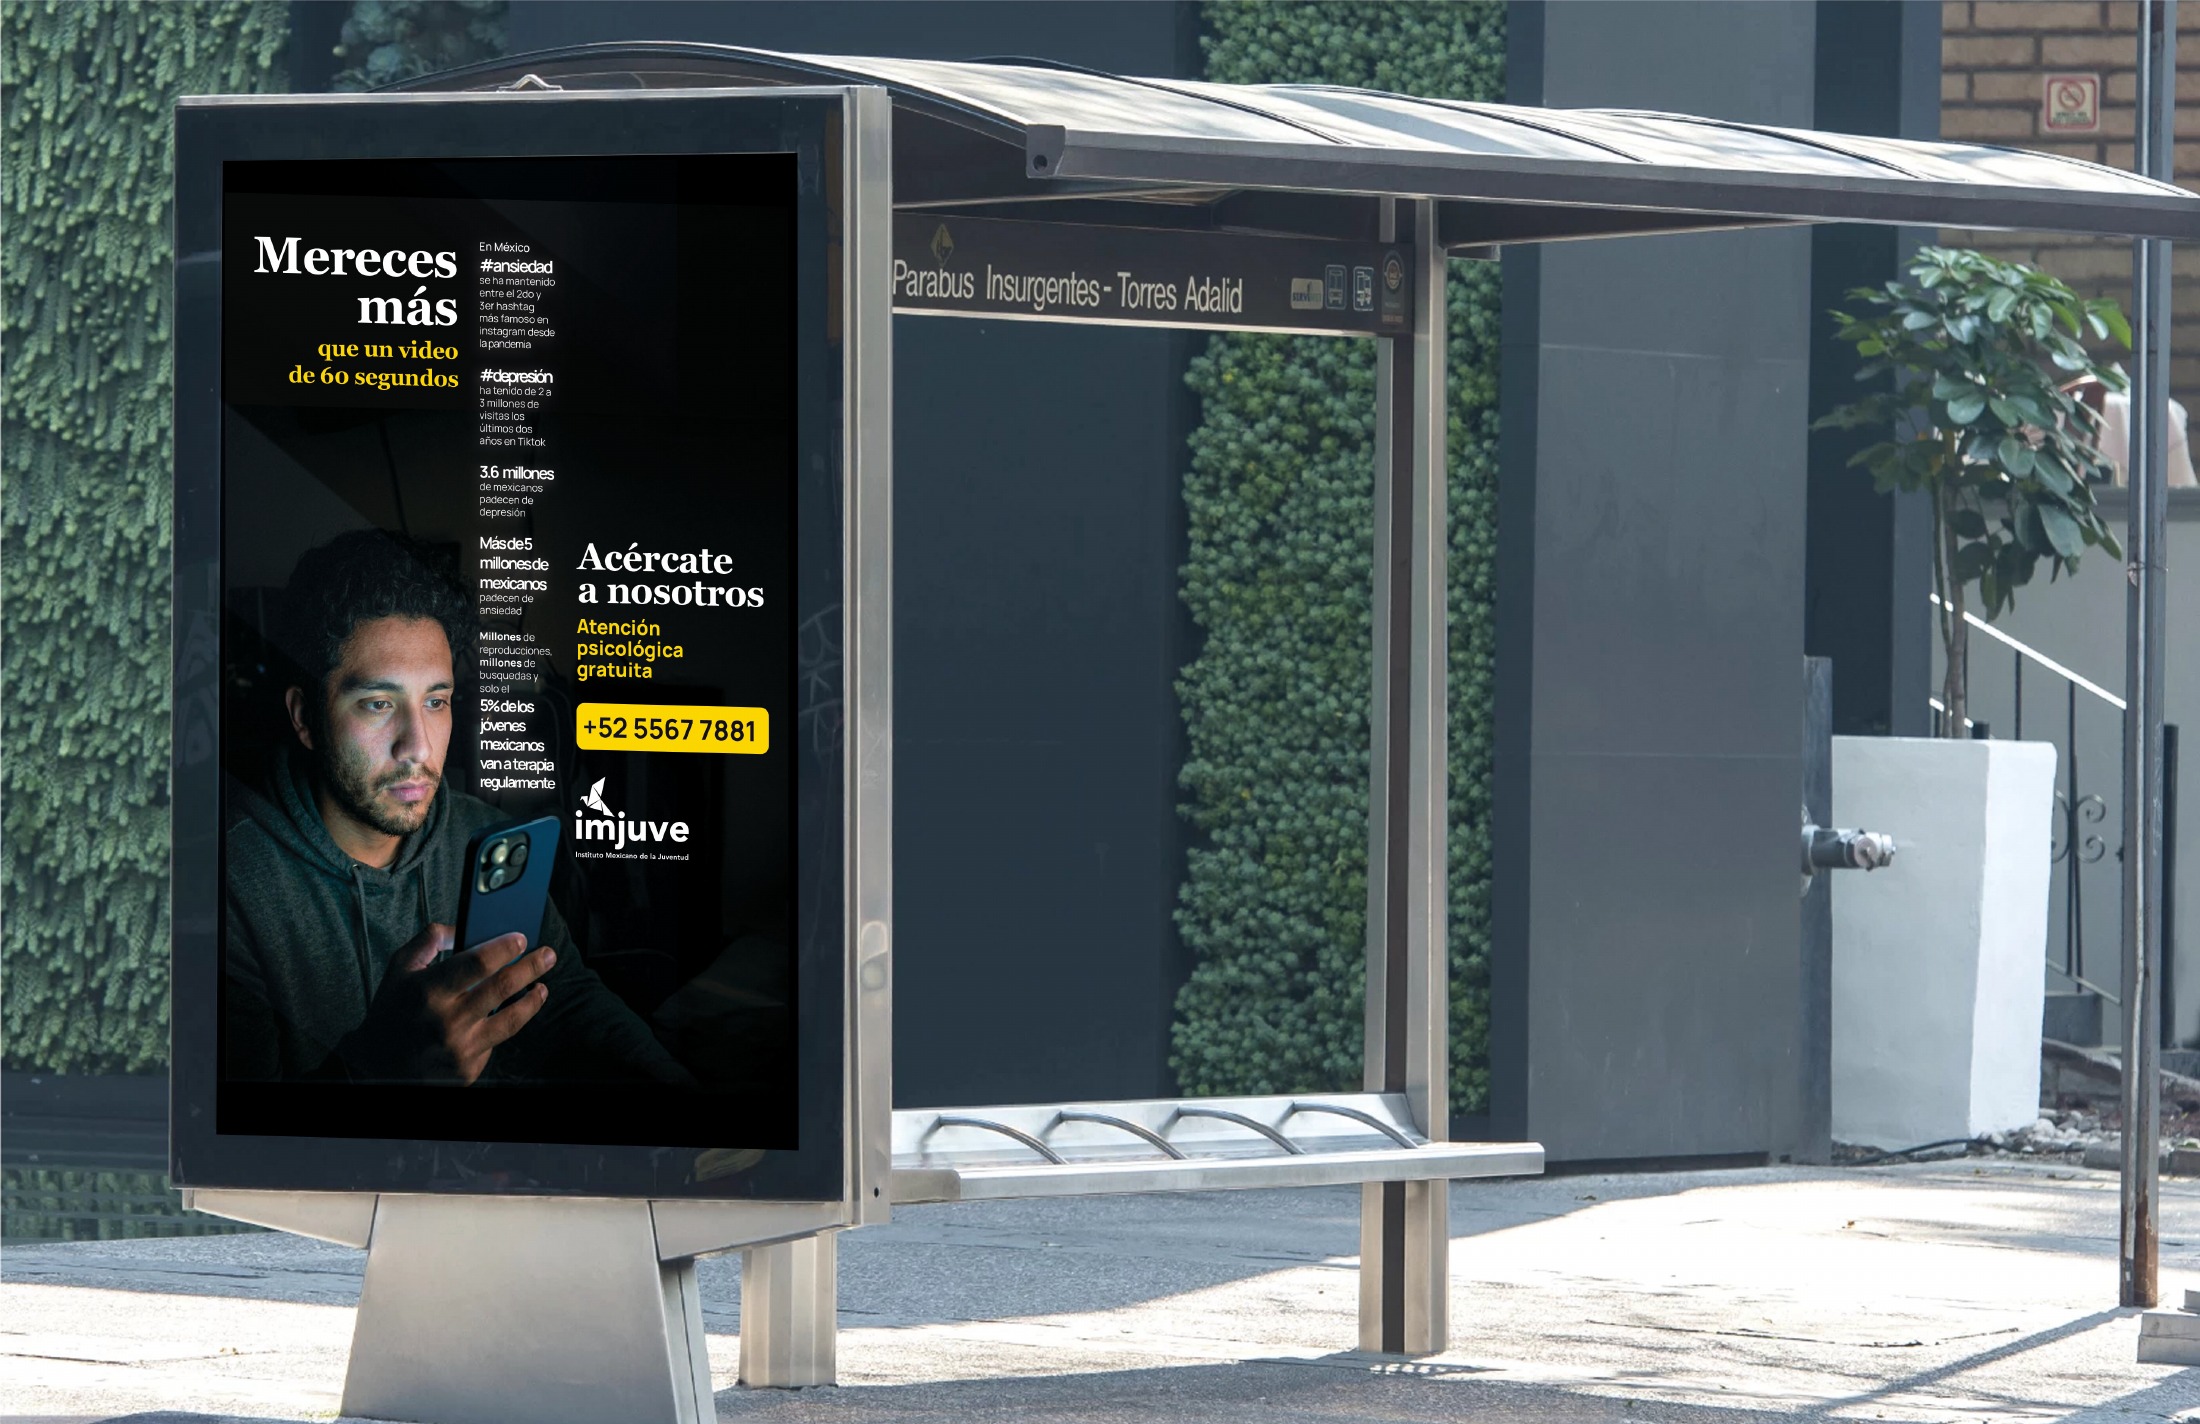 Mereces
más
que un video
de 60 segundos
En México
#ansiedad
se ha mantenido
entre el 2do y
3er hashtag
más famoso en
instagram desde
la pandemia
#depresión
ha tenido de 2 a
3 millones de
visitas los
últimos dos
años en Tiktok
3.6 millones
de mexicanos
padecen de
depresión
Más de 5
millones de
mexicanos
padecen de
ansiedad
Millones de
reproducciones,
millones de
busquedas y
solo el
5% de los
jóvenes
mexicanos
van a terapia
regularmente
Acércate
a nosotros
Atención
psicológica
gratuita
+52 5567 7881
imjuve
Instituto Mexicano de la Juventud
Parabus Insurgentes - Torres Adalid